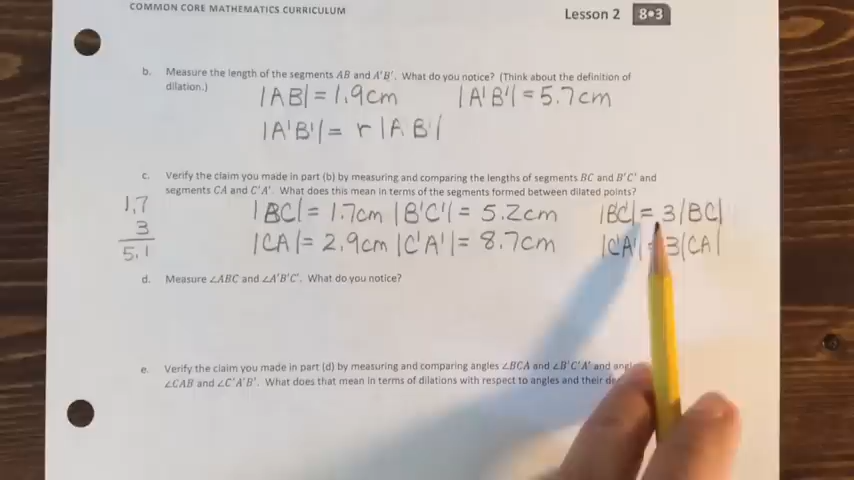 COMMON CORE MATHEMATICS CURRICULUM Lesson 2 8•3
b. Measure the length of the segments AB and A'B'. What do you notice? (Think about the definition of
dilation.)
|AB| = 1.9cm |A'B'| = 5.7cm
|A'B'| = r|AB'|
c. Verify the claim you made in part (b) by measuring and comparing the lengths of segments BC and B'C' and
segments CA and C'A'. What does this mean in terms of the segments formed between dilated points?
1.7
3
5.1
|BC| = 1.7cm |B'C'| = 5.2cm |BC| = 3|BC|
|CA| = 2.9cm |C'A'| = 8.7cm |C'A'| = 3|CA|
d. Measure ∠ABC and ∠A'B'C'. What do you notice?
e. Verify the claim you made in part (d) by measuring and comparing angles ∠BCA and ∠B'C'A' and
∠CAB and ∠C'A'B'. What does that mean in terms of dilations with respect to angles and their